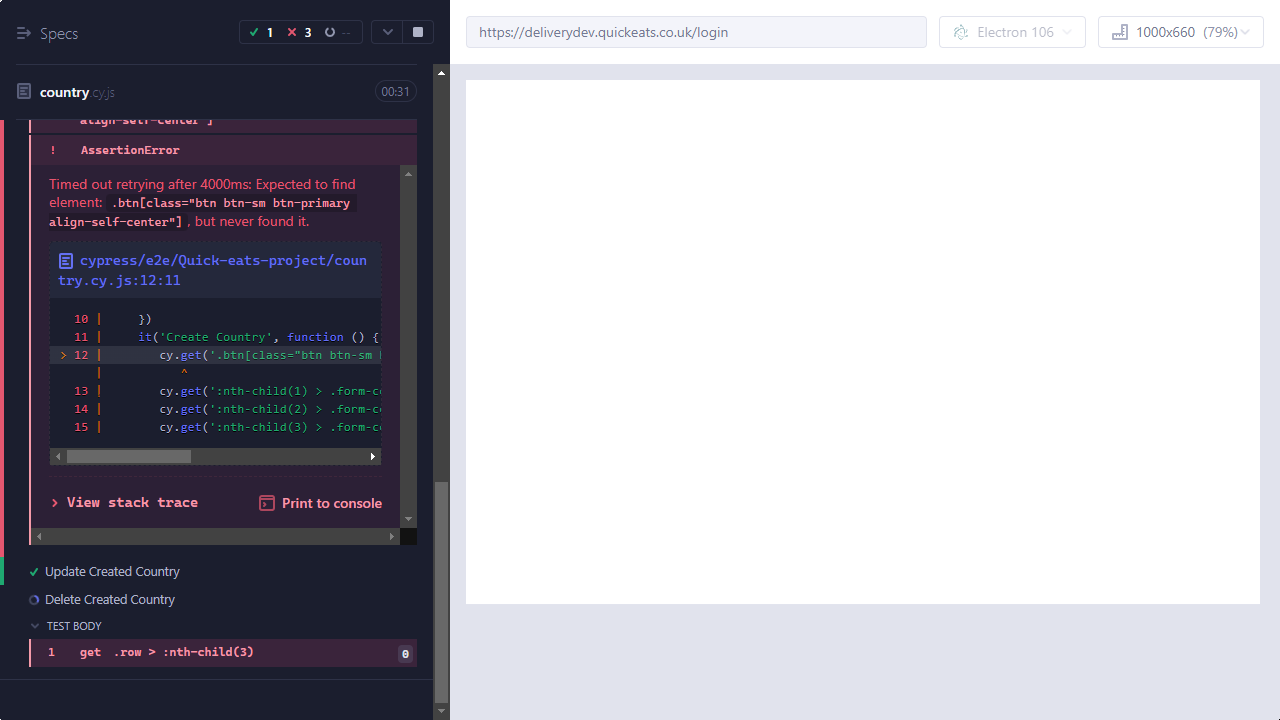 Specs
1 3 --
https://deliverydev.quickeats.co.uk/login
Electron 106
1000x660 (79%)
country.cy.js
00:31
align-self-center"]
! AssertionError
Timed out retrying after 4000ms: Expected to find
element: .btn[class="btn btn-sm btn-primary
align-self-center"], but never found it.
cypress/e2e/Quick-eats-project/coun
try.cy.js:12:11
10 | })
11 | it('Create Country', function () {
> 12 | cy.get('.btn[class="btn btn-sm
| ^
13 | cy.get(':nth-child(1) > .form-co
14 | cy.get(':nth-child(2) > .form-co
15 | cy.get(':nth-child(3) > .form-co
> View stack trace
Print to console
Update Created Country
Delete Created Country
TEST BODY
1 get .row > :nth-child(3) 0